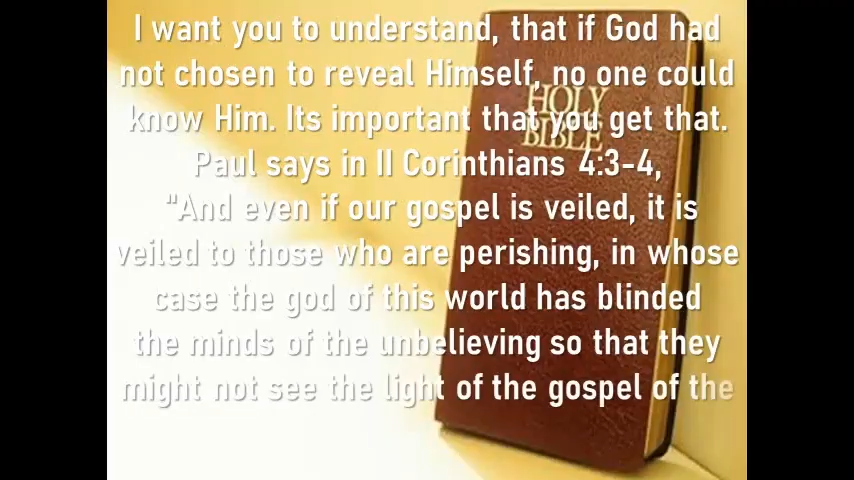 I want you to understand, that if God had
not chosen to reveal Himself, no one could
know Him. Its important that you get that.
Paul says in II Corinthians 4:3-4,
"And even if our gospel is veiled, it is
veiled to those who are perishing, in whose
case the god of this world has blinded
the minds of the unbelieving so that they
might not see the light of the gospel of the
HOLY
BIBLE